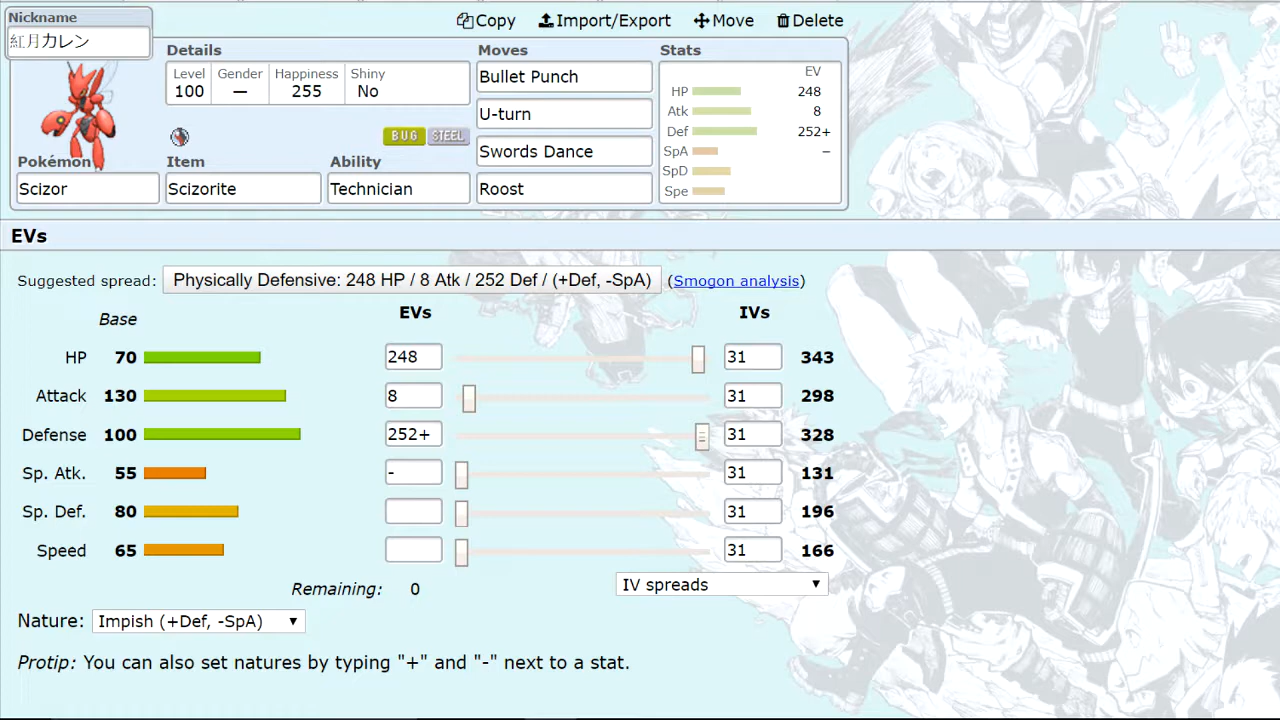 Nickname
紅月カレン
Copy Import/Export Move Delete
Details
Level Gender Happiness Shiny
100 — 255 No
BUG STEEL
Pokémon Item Ability
Scizor Scizorite Technician
Moves
Bullet Punch
U-turn
Swords Dance
Roost
Stats
EV
HP 248
Atk 8
Def 252+
SpA −
SpD
Spe
EVs
Suggested spread: Physically Defensive: 248 HP / 8 Atk / 252 Def / (+Def, -SpA) (Smogon analysis)
Base EVs IVs
HP 70 248 31 343
Attack 130 8 31 298
Defense 100 252+ 31 328
Sp. Atk. 55 - 31 131
Sp. Def. 80 31 196
Speed 65 31 166
Remaining: 0 IV spreads
Nature: Impish (+Def, -SpA)
Protip: You can also set natures by typing "+" and "-" next to a stat.